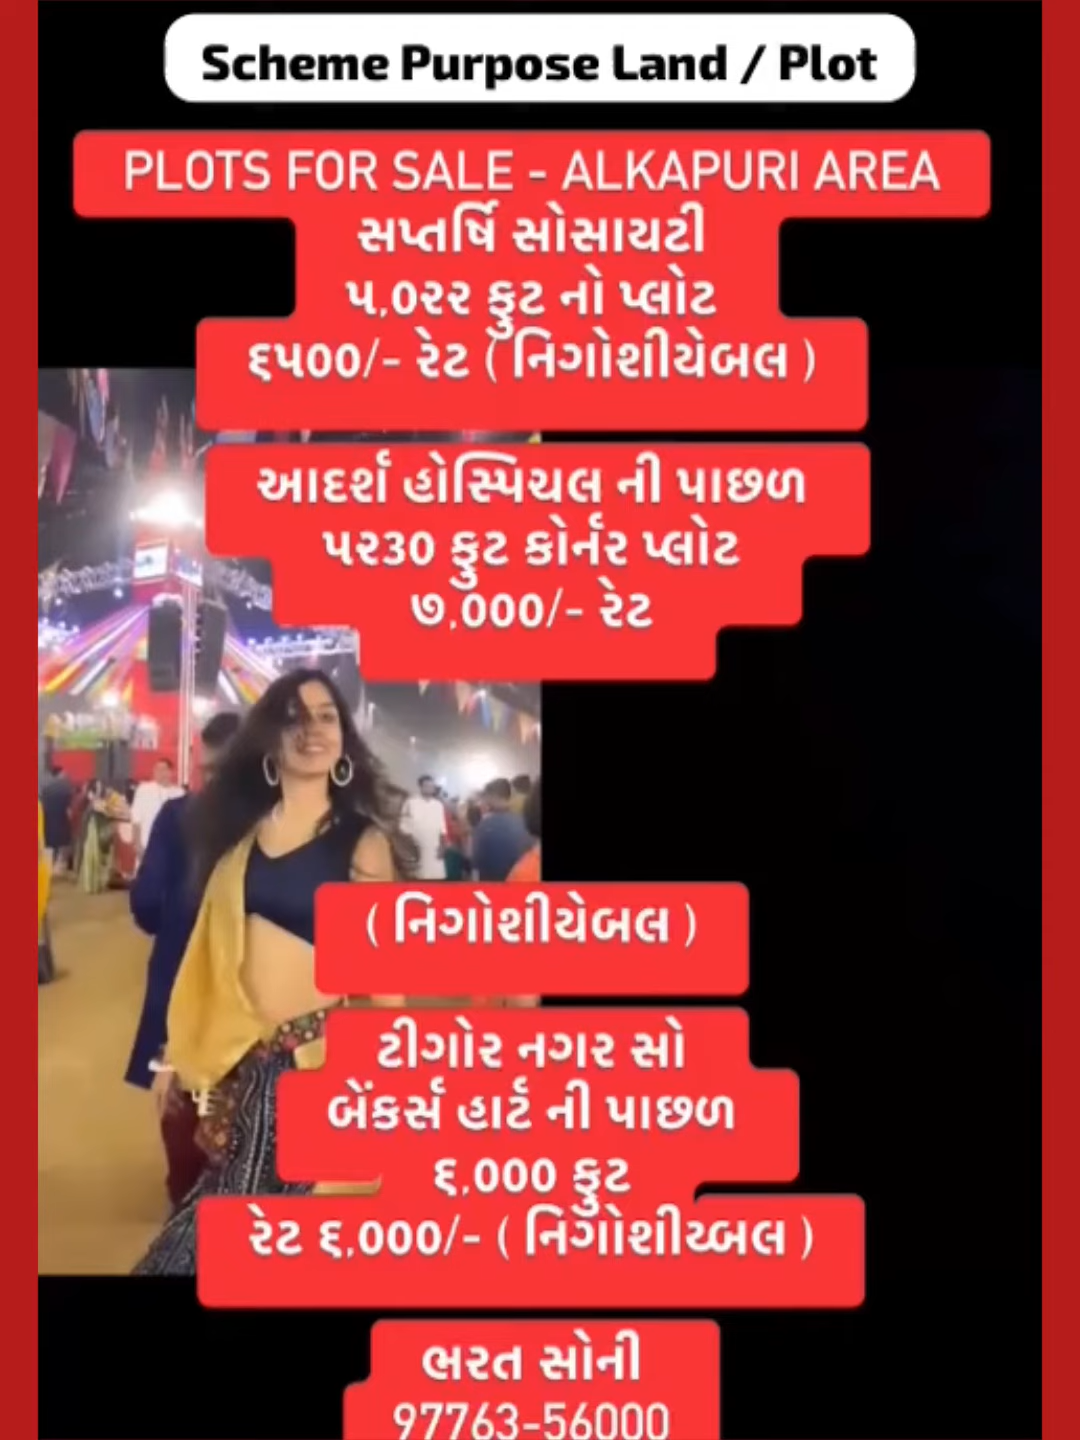 Scheme Purpose Land / Plot
PLOTS FOR SALE - ALKAPURI AREA
સપ્તર્ષિ સોસાયટી
૫,૦૨૨ ફુટ નો પ્લોટ
૬૫૦૦/- રેટ ( નિગોશીયેબલ )
આદર્શ હોસ્પિચલ ની પાછળ
૫૨૩૦ ફુટ કોર્નર પ્લોટ
૭,૦૦૦/- રેટ
( નિગોશીયેબલ )
ટીગોર નગર સો
બેંકર્સ હાર્ટ ની પાછળ
૬,૦૦૦ ફુટ
રેટ ૬,૦૦૦/- ( નિગોશીય્બલ )
ભરત સોની
97763-56000